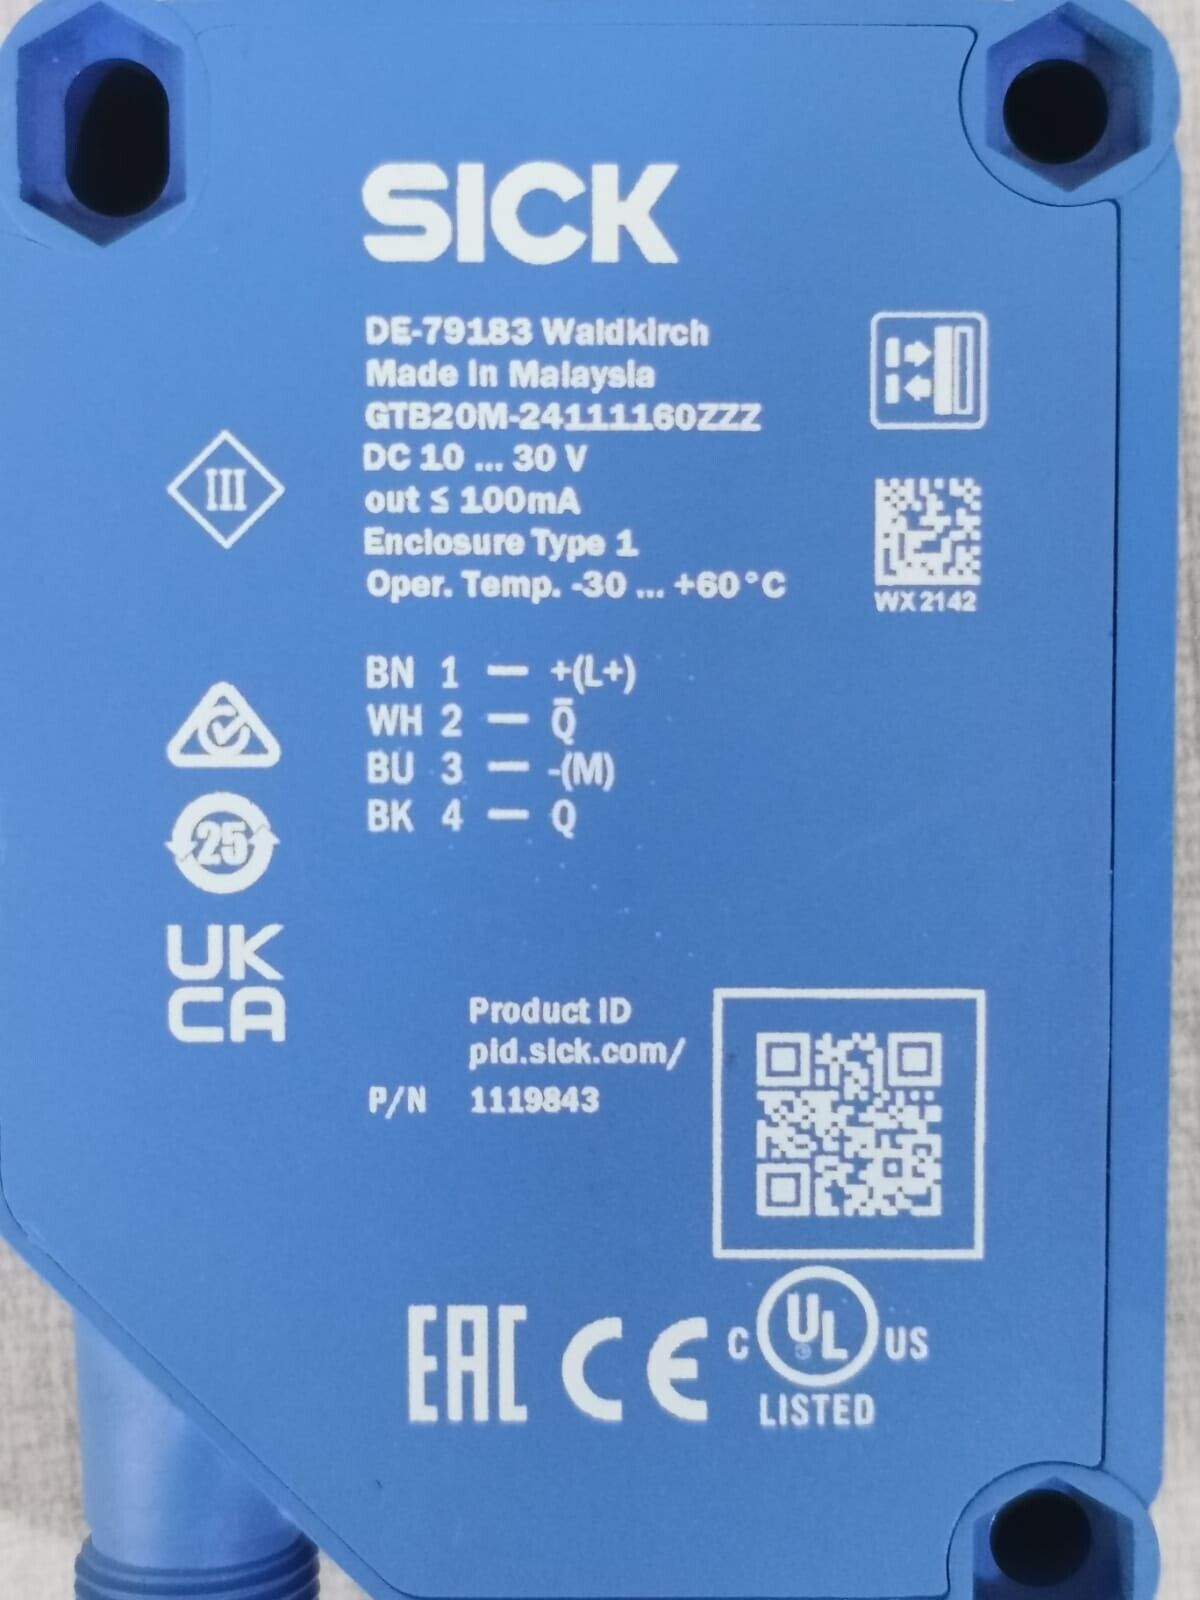 SICK
DE-79183 Waldkirch
Made in Malaysia
GTB20M-24111160ZZZ
DC 10 ... 30 V
out ≤ 100mA
Enclosure Type 1
Oper. Temp. -30 ... +60°C
III
WX 2142
BN 1 — +(L+)
WH 2 — Q̅
BU 3 — -(M)
BK 4 — Q
25
UK
CA
Product ID
pid.sick.com/
P/N 1119843
EAC CE C UL US
LISTED